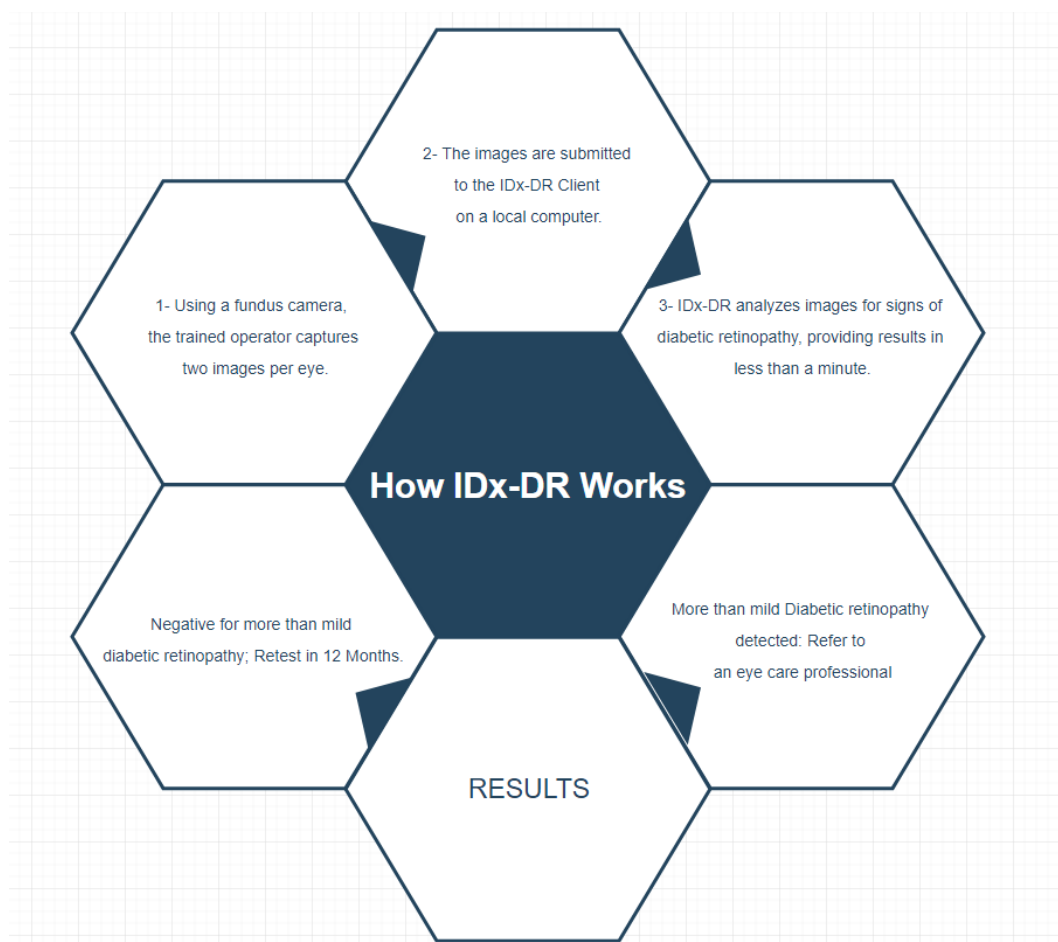 How IDx-DR Works
1- Using a fundus camera,
the trained operator captures
two images per eye.
2- The images are submitted
to the IDx-DR Client
on a local computer.
3- IDx-DR analyzes images for signs of
diabetic retinopathy, providing results in
less than a minute.
RESULTS
Negative for more than mild
diabetic retinopathy; Retest in 12 Months.
More than mild Diabetic retinopathy
detected: Refer to
an eye care professional